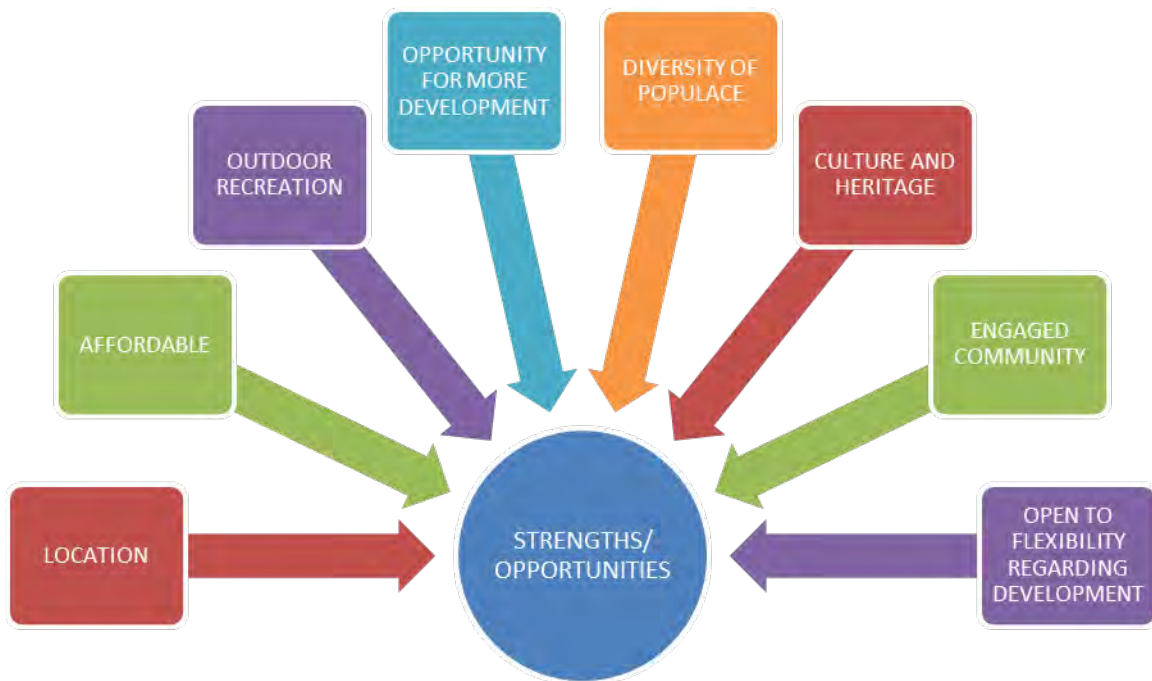 OPPORTUNITY
FOR MORE
DEVELOPMENT
DIVERSITY OF
POPULACE
OUTDOOR
RECREATION
CULTURE AND
HERITAGE
AFFORDABLE
ENGAGED
COMMUNITY
LOCATION
STRENGTHS/
OPPORTUNITIES
OPEN TO
FLEXIBILITY
REGARDING
DEVELOPMENT